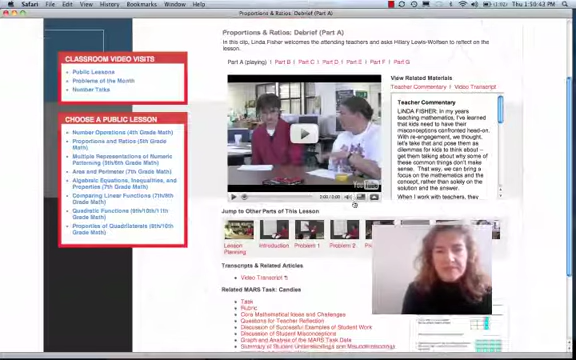 Safari File Edit View History Bookmarks Window Help
1:50:43 PM
Proportions & Ratios: Debrief (Part A)
Proportions & Ratios: Debrief (Part A)
In this clip, Linda Fisher welcomes the attending teachers and asks Hillary Lewis-Wolfsen to reflect on the
lesson.
Part A (playing) | Part B | Part C | Part D | Part E | Part F | Part G
CLASSROOM VIDEO VISITS
Public Lessons
Problems of the Month
Number Talks
CHOOSE A PUBLIC LESSON
Number Operations (4th Grade Math)
Proportions and Ratios (5th
Grade Math)
Multiple Representations of Numeric
Patterning (5th/6th Grade Math)
Area and Perimeter (7th Grade Math)
Algebraic Equations, Inequalities, and
Properties (7th Grade Math)
Comparing Linear Functions (7th/8th
Grade Math)
Quadratic Functions (9th/10th/11th
Grade Math)
Properties of Quadrilaterals (9th/10th
Grade Math)
View Related Materials
Teacher Commentary | Video Transcript
Teacher Commentary
LINDA FISHER: In my years
teaching mathematics, I've learned
that kids need to have their
misconceptions confronted head-on.
With re-engagement, we thought,
let's take that and pose them as
dilemmas for kids to think about –
get them talking about why some
of these common things don't
make sense. That way, we can
bring a focus on the mathematics and the
concept, rather than solely on the
solution and the answer.
When I work with teachers, they
Jump to Other Parts of This Lesson
Lesson
Planning
Introduction
Problem 1
Problem 2
Transcripts & Related Articles
Video Transcript
Related MARS Task: Candies
Task
Rubric
Core Mathematical Ideas and Challenges
Questions for Teacher Reflection
Discussion of Successful Examples of Student Work
Discussion of Student Misconceptions
Graph and Analysis of the MARS Task Data
Summary of Student Understandings and Misunderstandings